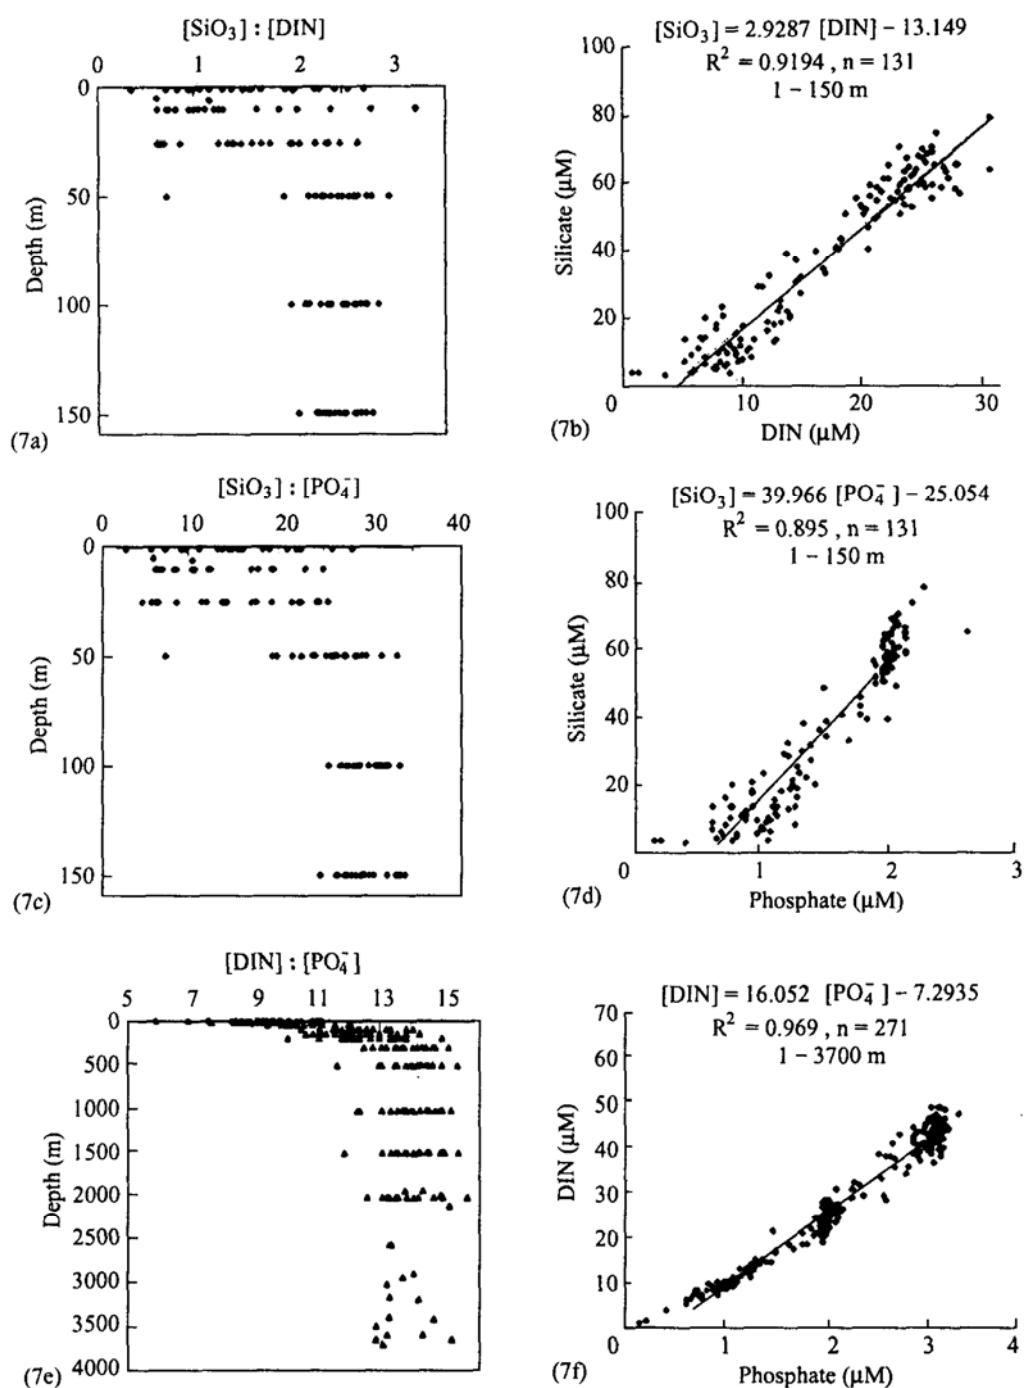 [SiO₃] : [DIN]
0 1 2 3
0
50
100
150
Depth (m)
(7a)
[SiO₃] = 2.9287 [DIN] − 13.149
R² = 0.9194 , n = 131
1 − 150 m
100
80
60
40
20
0 10 20 30
Silicate (μM)
DIN (μM)
(7b)
[SiO₃] : [PO₄⁻]
0 10 20 30 40
0
50
100
150
Depth (m)
(7c)
[SiO₃] = 39.966 [PO₄⁻] − 25.054
R² = 0.895 , n = 131
1 − 150 m
100
80
60
40
20
0 1 2 3
Silicate (μM)
Phosphate (μM)
(7d)
[DIN] : [PO₄⁻]
5 7 9 11 13 15
0
500
1000
1500
2000
2500
3000
3500
4000
Depth (m)
(7e)
[DIN] = 16.052 [PO₄⁻] − 7.2935
R² = 0.969 , n = 271
1 − 3700 m
70
60
50
40
30
20
10
0 1 2 3 4
DIN (μM)
Phosphate (μM)
(7f)